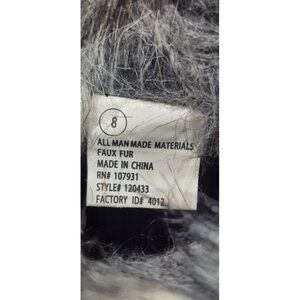 8
ALL MAN MADE MATERIALS
FAUX FUR
MADE IN CHINA
RN# 107931
STYLE# 120433
FACTORY ID# 4012